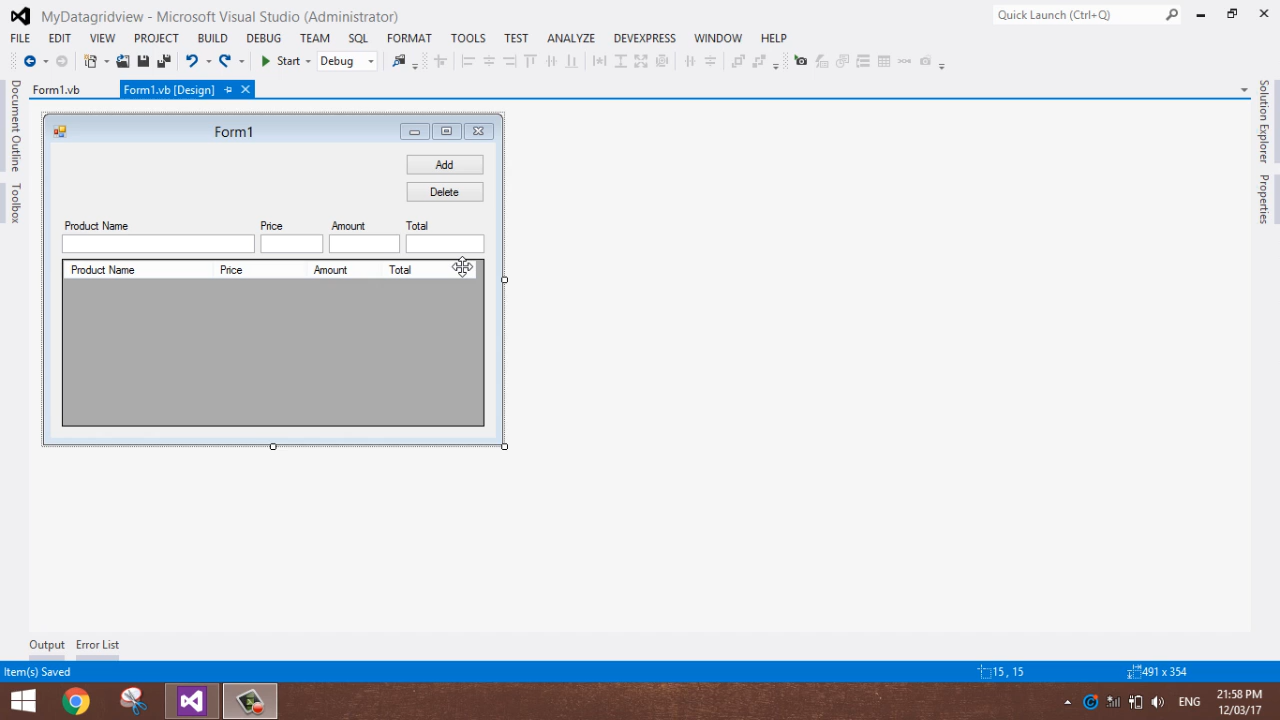 MyDatagridview - Microsoft Visual Studio (Administrator)
Quick Launch (Ctrl+Q)
FILE EDIT VIEW PROJECT BUILD DEBUG TEAM SQL FORMAT TOOLS TEST ANALYZE DEVEXPRESS WINDOW HELP
Start Debug
Form1.vb Form1.vb [Design]
Document Outline
Toolbox
Solution Explorer
Properties
Form1
Add
Delete
Product Name Price Amount Total
Product Name Price Amount Total
Output Error List
Item(s) Saved 15 , 15 491 x 354
ENG
21:58 PM
12/03/17